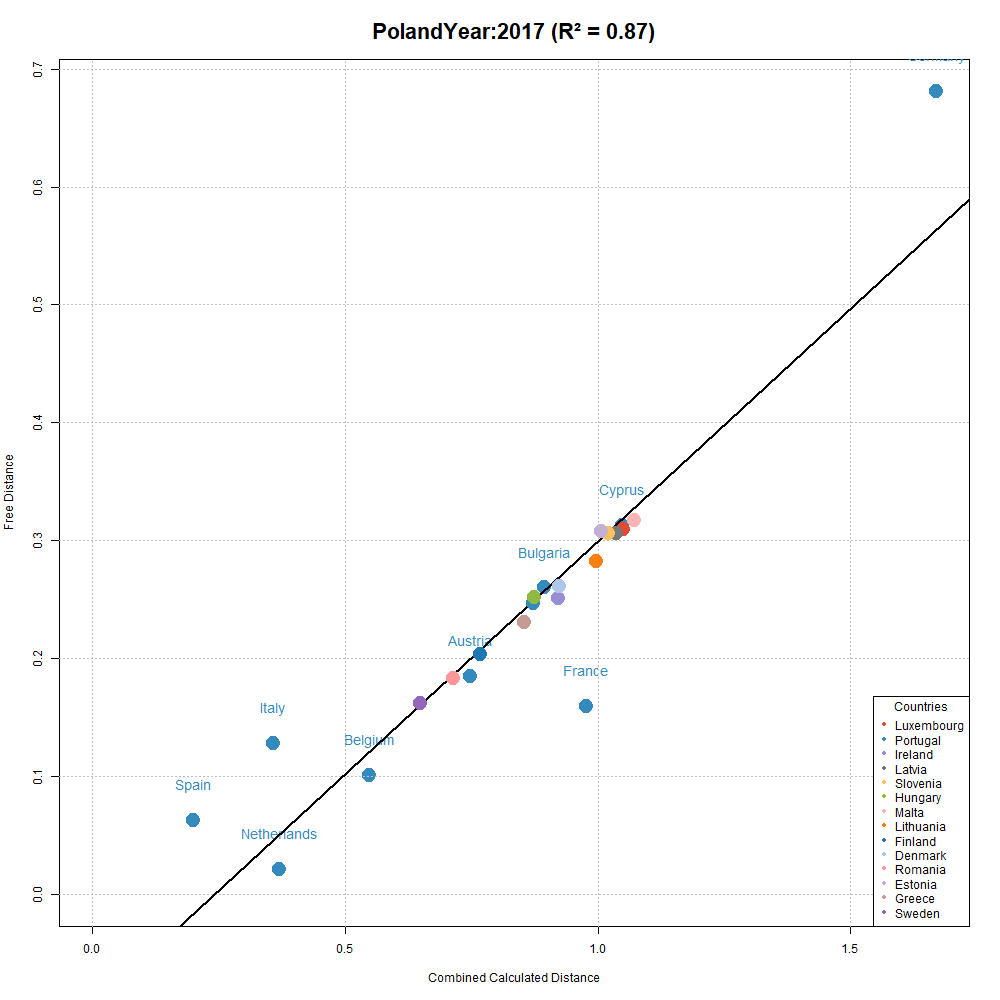 PolandYear:2017 (R² = 0.87)
0.7
0.6
0.5
0.4
0.3
0.2
0.1
0.0
Free Distance
Cyprus
Bulgaria
Austria
France
Italy
Belgium
Spain
Netherlands
Countries
Luxembourg
Portugal
Ireland
Latvia
Slovenia
Hungary
Malta
Lithuania
Finland
Denmark
Romania
Estonia
Greece
Sweden
0.0 0.5 1.0 1.5
Combined Calculated Distance